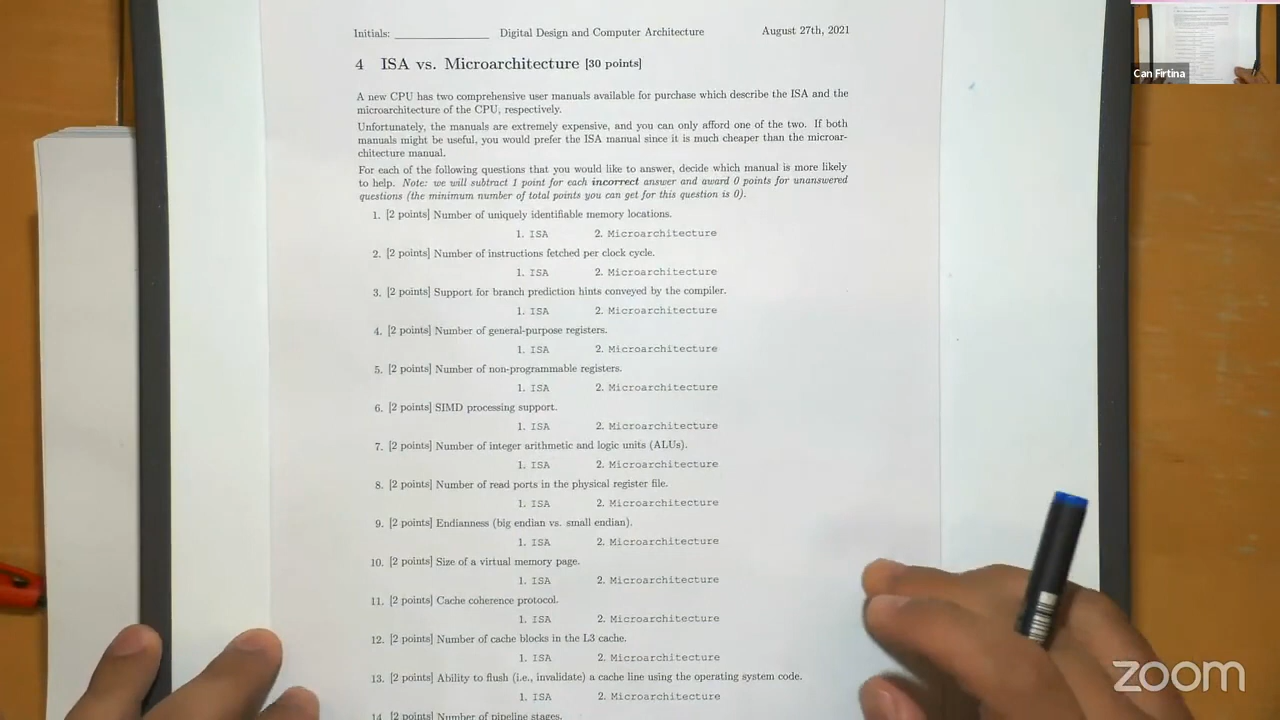 Initials: Digital Design and Computer Architecture August 27th, 2021
4 ISA vs. Microarchitecture [30 points]
A new CPU has two comprehensive user manuals available for purchase which describe the ISA and the
microarchitecture of the CPU, respectively.
Unfortunately, the manuals are extremely expensive, and you can only afford one of the two. If both
manuals might be useful, you would prefer the ISA manual since it is much cheaper than the microar-
chitecture manual.
For each of the following questions that you would like to answer, decide which manual is more likely
to help. Note: we will subtract 1 point for each incorrect answer and award 0 points for unanswered
questions (the minimum number of total points you can get for this question is 0).
1. [2 points] Number of uniquely identifiable memory locations.
1. ISA 2. Microarchitecture
2. [2 points] Number of instructions fetched per clock cycle.
1. ISA 2. Microarchitecture
3. [2 points] Support for branch prediction hints conveyed by the compiler.
1. ISA 2. Microarchitecture
4. [2 points] Number of general-purpose registers.
1. ISA 2. Microarchitecture
5. [2 points] Number of non-programmable registers.
1. ISA 2. Microarchitecture
6. [2 points] SIMD processing support.
1. ISA 2. Microarchitecture
7. [2 points] Number of integer arithmetic and logic units (ALUs).
1. ISA 2. Microarchitecture
8. [2 points] Number of read ports in the physical register file.
1. ISA 2. Microarchitecture
9. [2 points] Endianness (big endian vs. small endian).
1. ISA 2. Microarchitecture
10. [2 points] Size of a virtual memory page.
1. ISA 2. Microarchitecture
11. [2 points] Cache coherence protocol.
1. ISA 2. Microarchitecture
12. [2 points] Number of cache blocks in the L3 cache.
1. ISA 2. Microarchitecture
13. [2 points] Ability to flush (i.e., invalidate) a cache line using the operating system code.
1. ISA 2. Microarchitecture
14. [2 points] Number of pipeline stages.
Can Firtina
zoom